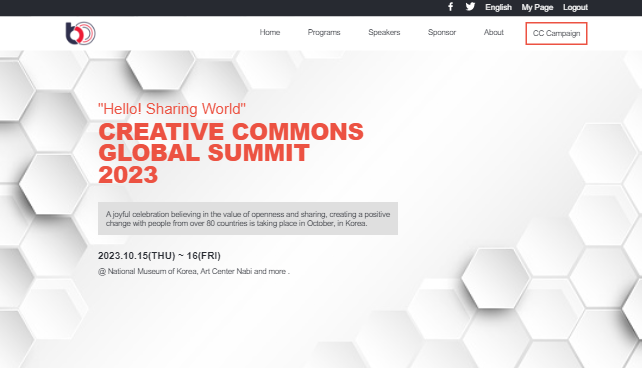 English My Page Logout
Home Programs Speakers Sponsor About CC Campaign
"Hello! Sharing World"
CREATIVE COMMONS
GLOBAL SUMMIT
2023
A joyful celebration believing in the value of openness and sharing, creating a positive
change with people from over 80 countries is taking place in October, in Korea.
2023.10.15(THU) ~ 16(FRI)
@ National Museum of Korea, Art Center Nabi and more .